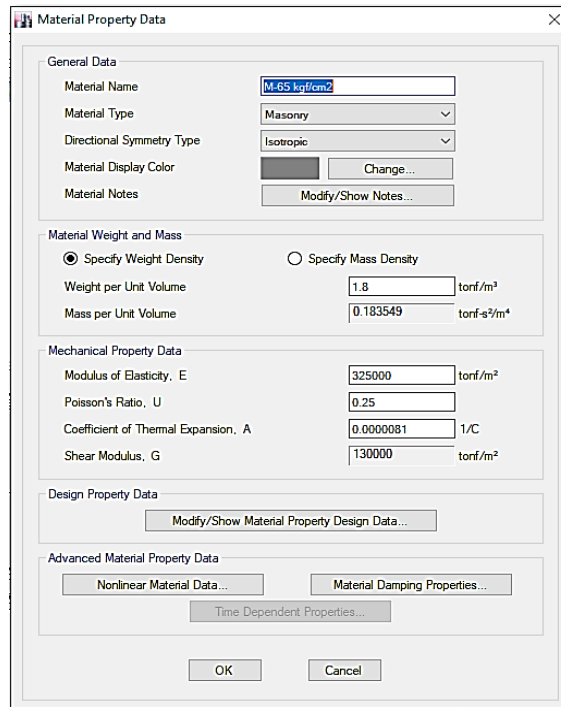 Material Property Data
General Data
Material Name M-65 kgf/cm2
Material Type Masonry
Directional Symmetry Type Isotropic
Material Display Color Change...
Material Notes Modify/Show Notes...
Material Weight and Mass
Specify Weight Density Specify Mass Density
Weight per Unit Volume 1.8 tonf/m³
Mass per Unit Volume 0.183549 tonf-s²/m⁴
Mechanical Property Data
Modulus of Elasticity, E 325000 tonf/m²
Poisson's Ratio, U 0.25
Coefficient of Thermal Expansion, A 0.0000081 1/C
Shear Modulus, G 130000 tonf/m²
Design Property Data
Modify/Show Material Property Design Data...
Advanced Material Property Data
Nonlinear Material Data... Material Damping Properties...
Time Dependent Properties...
OK Cancel